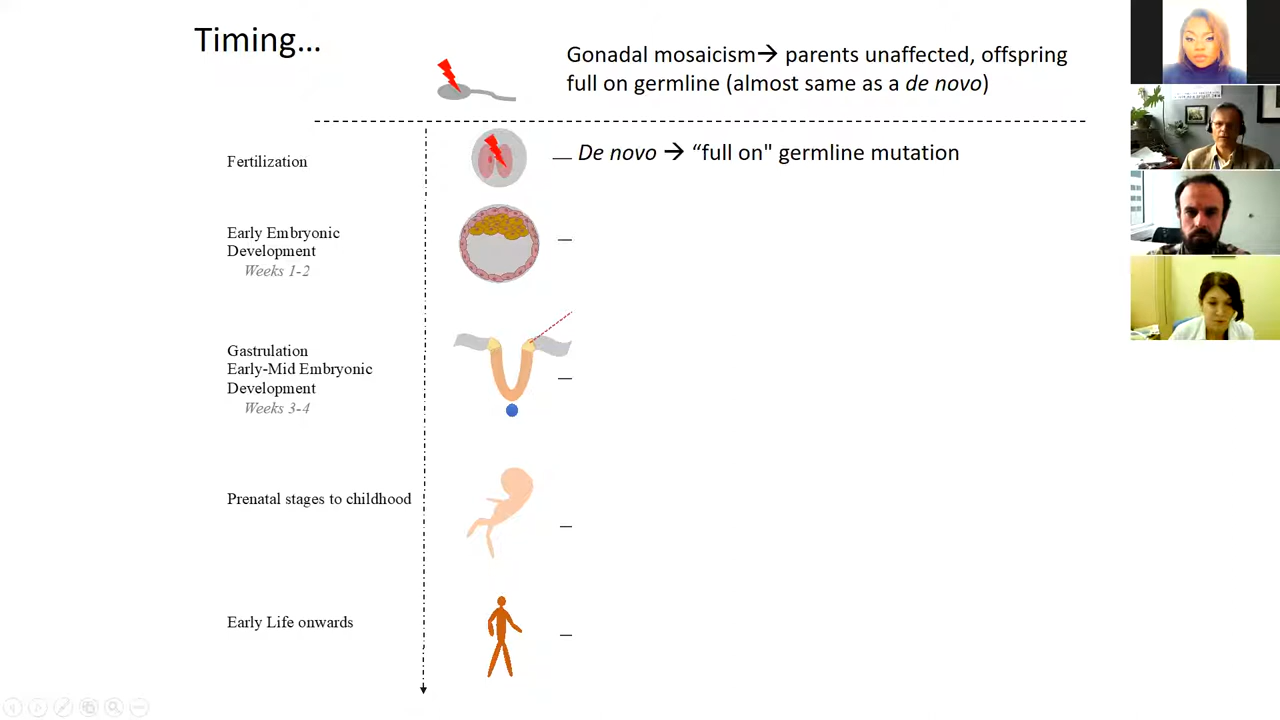 Timing...
Gonadal mosaicism→ parents unaffected, offspring
full on germline (almost same as a de novo)
Fertilization
De novo → “full on" germline mutation
Early Embryonic
Development
Weeks 1-2
Gastrulation
Early-Mid Embryonic
Development
Weeks 3-4
Prenatal stages to childhood
Early Life onwards